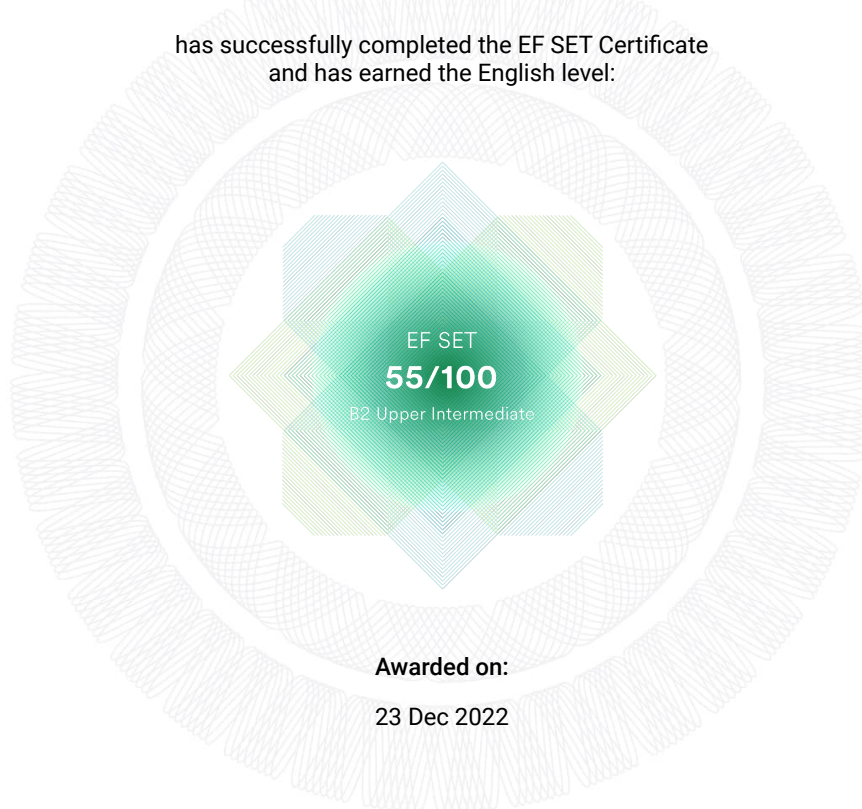 has successfully completed the EF SET Certificate
and has earned the English level:
EF SET
55/100
B2 Upper Intermediate
Awarded on:
23 Dec 2022